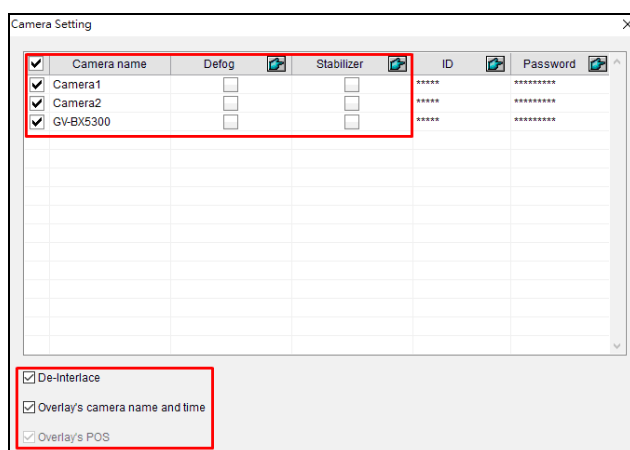 Camera Setting
Camera name Defog Stabilizer ID Password
Camera1 ***** *********
Camera2 ***** *********
GV-BX5300 ***** *********
De-Interlace
Overlay's camera name and time
Overlay's POS